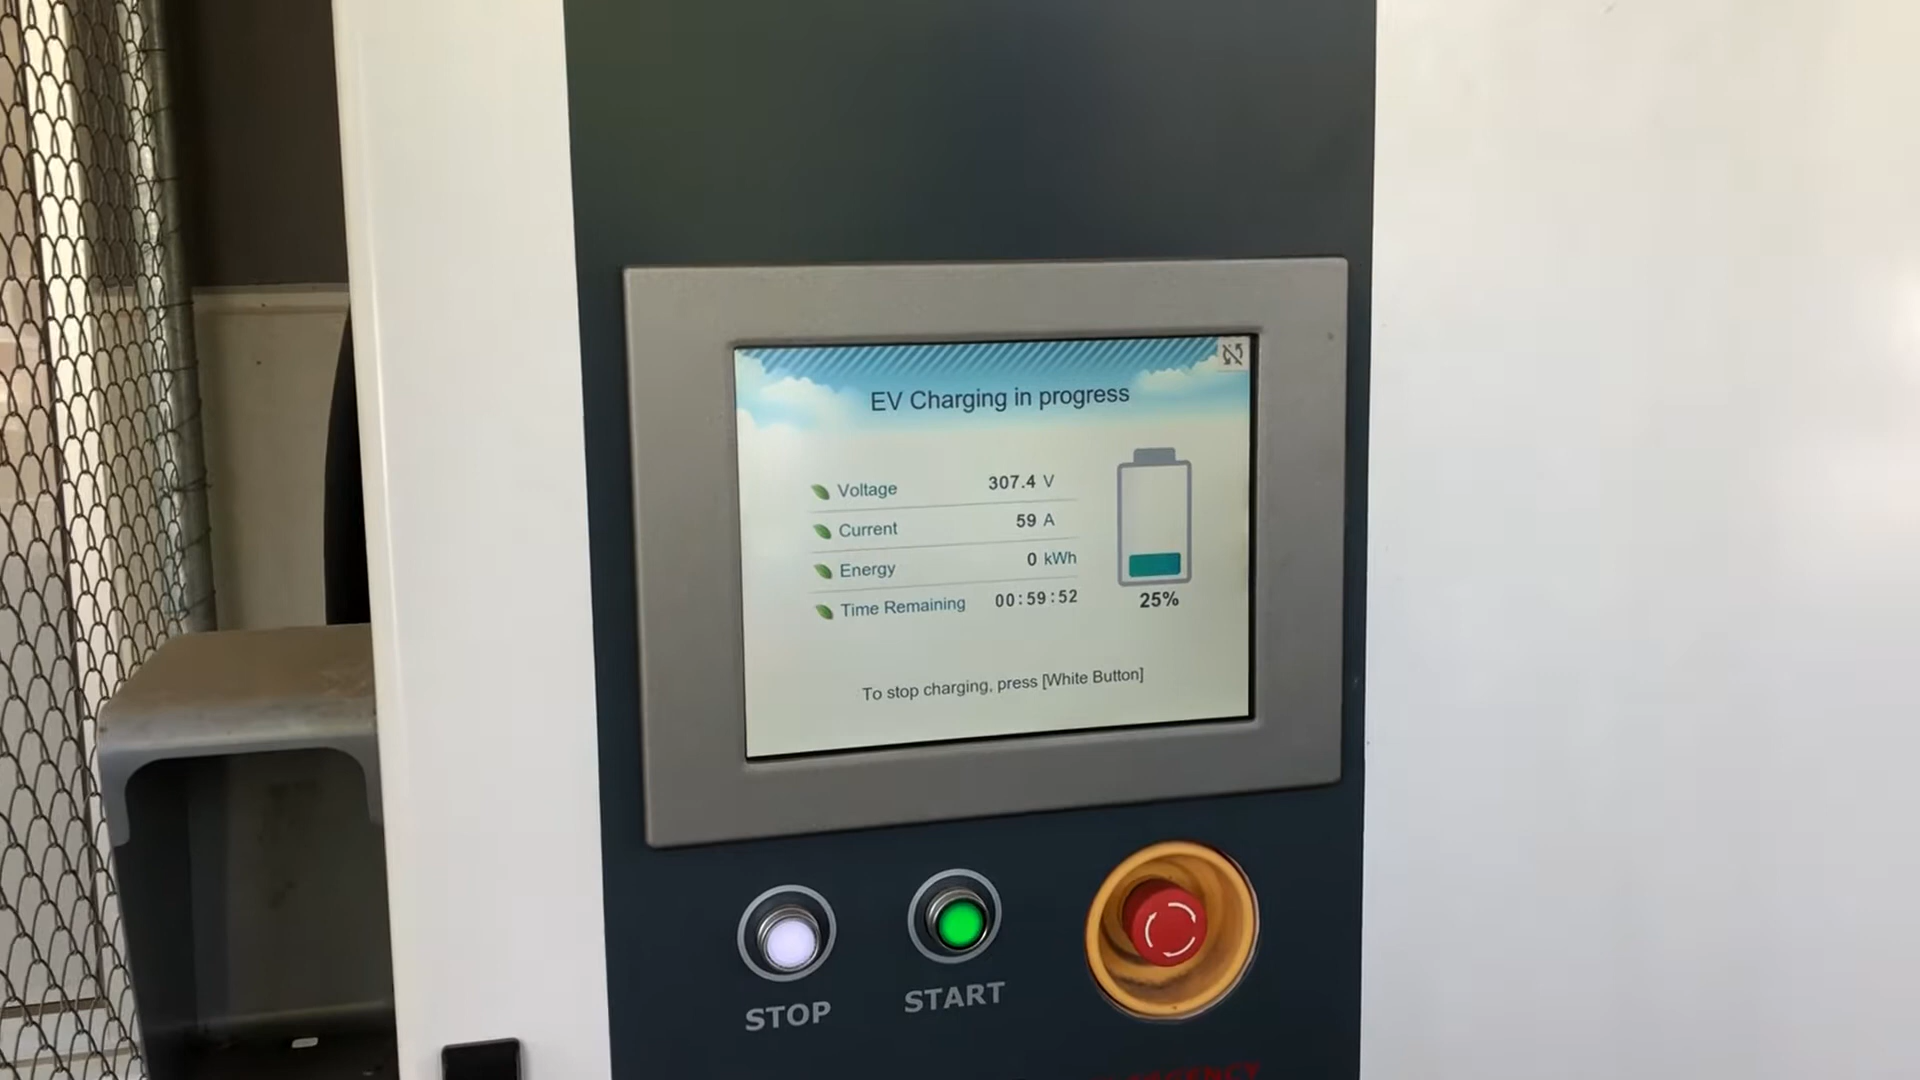 EV Charging in progress
Voltage 307.4 V
Current 59 A
Energy 0 kWh
Time Remaining 00:59:52
25%
To stop charging, press [White Button]
STOP
START